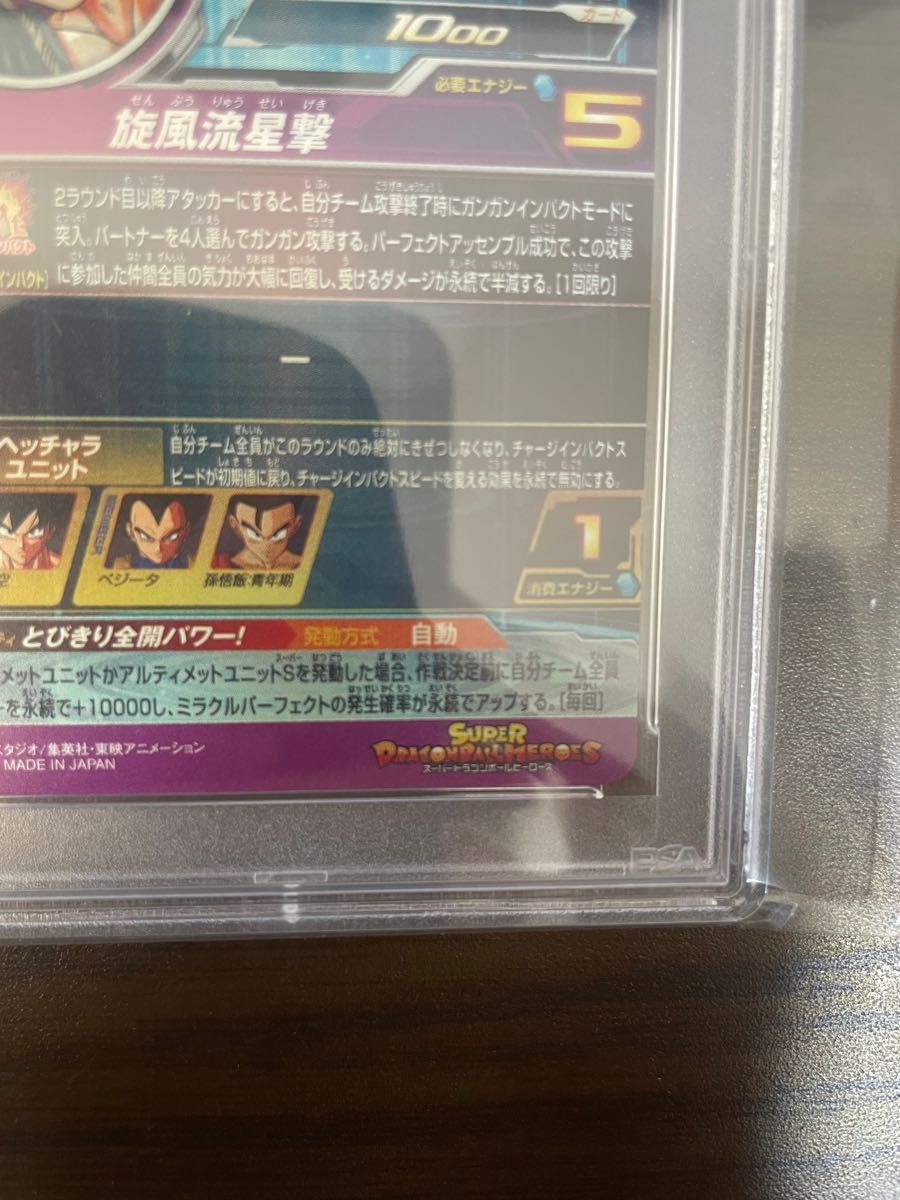 カード
1000
必要エナジー
5
せん ぷう りゅう せい げき
旋風流星撃
2ラウンド目以降アタッカーにすると、自分チーム攻撃終了時にガンガンインパクトモードに
突入。パートナーを4人選んでガンガン攻撃する。パーフェクトアッセンブル成功で、この攻撃
インパクト]に参加した仲間全員の気力が大幅に回復し、受けるダメージが永続で半減する。[1回限り]
ー
ヘッチャラ
ユニット
自分チーム全員がこのラウンドのみ絶対にきぜつしなくなり、チャージインパクトス
ピードが初期値に戻り、チャージインパクトスピードを変える効果を永続で無効にする。
空
ベジータ
孫悟飯:青年期
1
消費エナジー
ティ とびきり全開パワー! 発動方式 自動
メットユニットかアルティメットユニットSを発動した場合、作戦決定前に自分チーム全員
ーを永続で+10000し、ミラクルパーフェクトの発生確率が永続でアップする。[毎回]
スタジオ/集英社・東映アニメーション
MADE IN JAPAN
SUPER
DRAGONBALL HEROES
スーパードラゴンボールヒーローズ
PSA